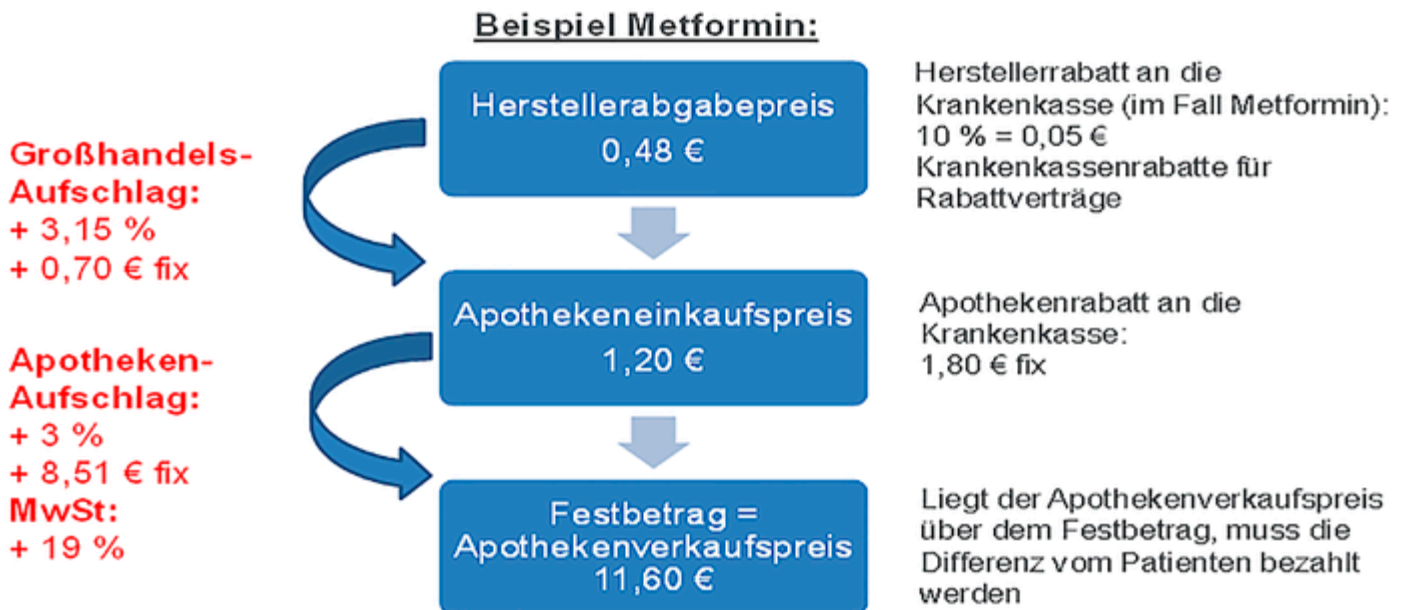 Beispiel Metformin:
Herstellerabgabepreis
0,48 €
Herstellerrabatt an die
Krankenkasse (im Fall Metformin):
10 % = 0,05 €
Krankenkassenrabatte für
Rabattverträge
Großhandels-
Aufschlag:
+ 3,15 %
+ 0,70 € fix
Apothekeneinkaufspreis
1,20 €
Apothekenrabatt an die
Krankenkasse:
1,80 € fix
Apotheken-
Aufschlag:
+ 3 %
+ 8,51 € fix
MwSt:
+ 19 %
Festbetrag =
Apothekenverkaufspreis
11,60 €
Liegt der Apothekenverkaufspreis
über dem Festbetrag, muss die
Differenz vom Patienten bezahlt
werden